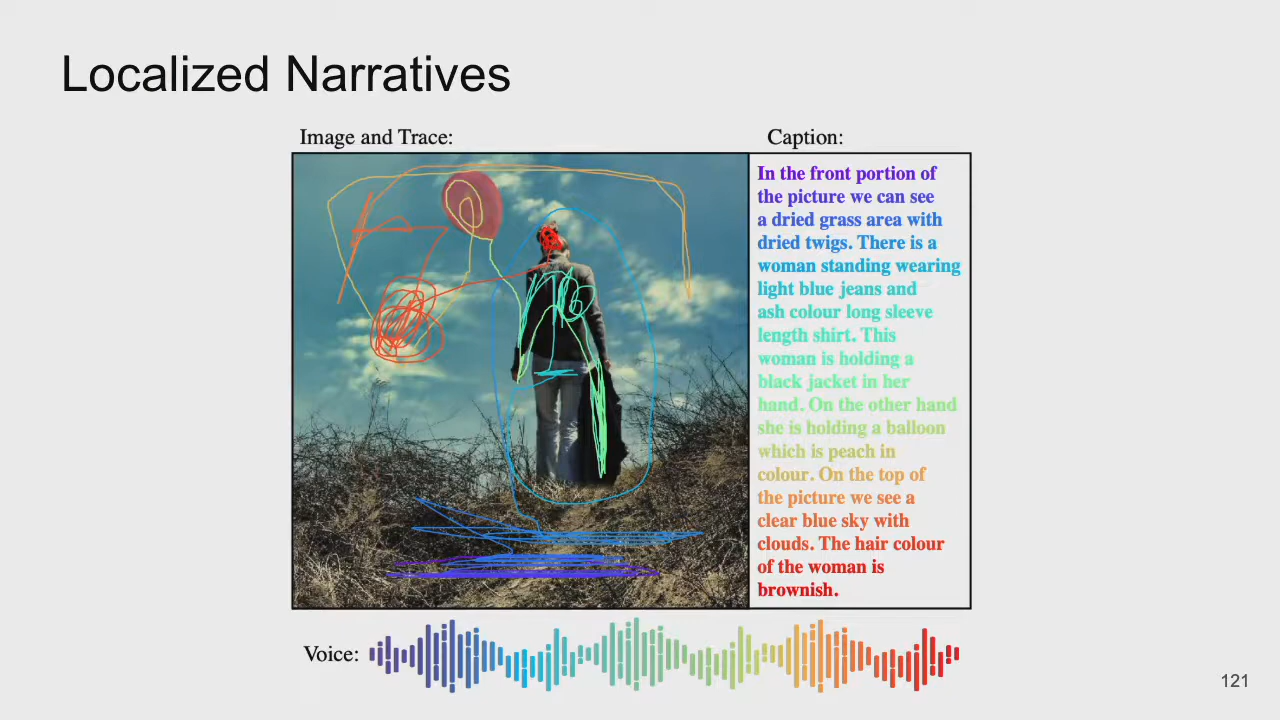 Localized Narratives
Image and Trace:
Caption:
In the front portion of
the picture we can see
a dried grass area with
dried twigs. There is a
woman standing wearing
light blue jeans and
ash colour long sleeve
length shirt. This
woman is holding a
black jacket in her
hand. On the other hand
she is holding a balloon
which is peach in
colour. On the top of
the picture we see a
clear blue sky with
clouds. The hair colour
of the woman is
brownish.
Voice:
121